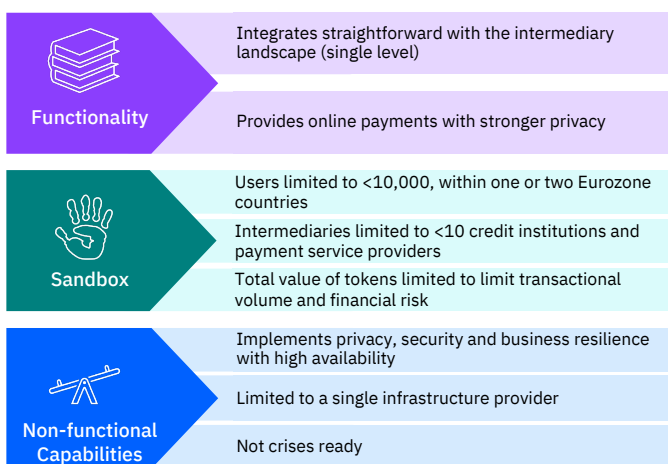 Functionality
Integrates straightforward with the intermediary
landscape (single level)
Provides online payments with stronger privacy
Sandbox
Users limited to <10,000, within one or two Eurozone
countries
Intermediaries limited to <10 credit institutions and
payment service providers
Total value of tokens limited to limit transactional
volume and financial risk
Non-functional
Capabilities
Implements privacy, security and business resilience
with high availability
Limited to a single infrastructure provider
Not crises ready